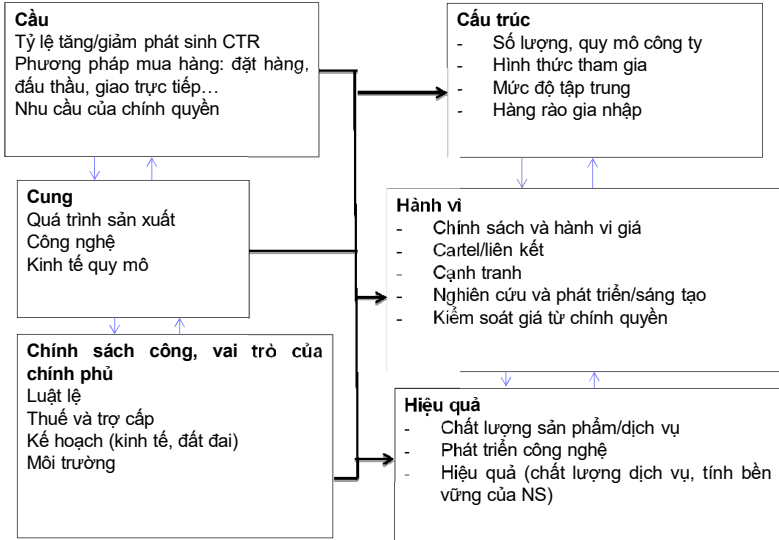 Cầu
Tỷ lệ tăng/giảm phát sinh CTR
Phương pháp mua hàng: đặt hàng,
đấu thầu, giao trực tiếp…
Nhu cầu của chính quyền
Cung
Quá trình sản xuất
Công nghệ
Kinh tế quy mô
Chính sách công, vai trò của
chính phủ
Luật lệ
Thuế và trợ cấp
Kế hoạch (kinh tế, đất đai)
Môi trường
Cấu trúc
- Số lượng, quy mô công ty
- Hình thức tham gia
- Mức độ tập trung
- Hàng rào gia nhập
Hành vi
- Chính sách và hành vi giá
- Cartel/liên kết
- Cạnh tranh
- Nghiên cứu và phát triển/sáng tạo
- Kiểm soát giá từ chính quyền
Hiệu quả
- Chất lượng sản phẩm/dịch vụ
- Phát triển công nghệ
- Hiệu quả (chất lượng dịch vụ, tính bền
vững của NS)